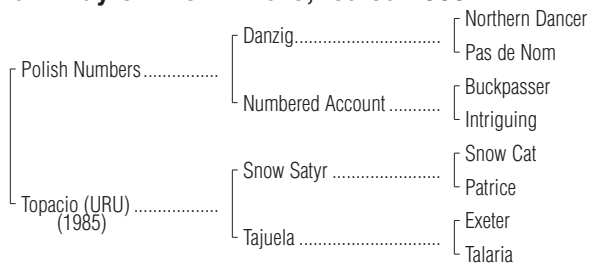 Northern Dancer
Danzig
Pas de Nom
Polish Numbers
Buckpasser
Numbered Account
Intriguing
Snow Cat
Snow Satyr
Patrice
Topacio (URU)
(1985)
Exeter
Tajuela
Talaria